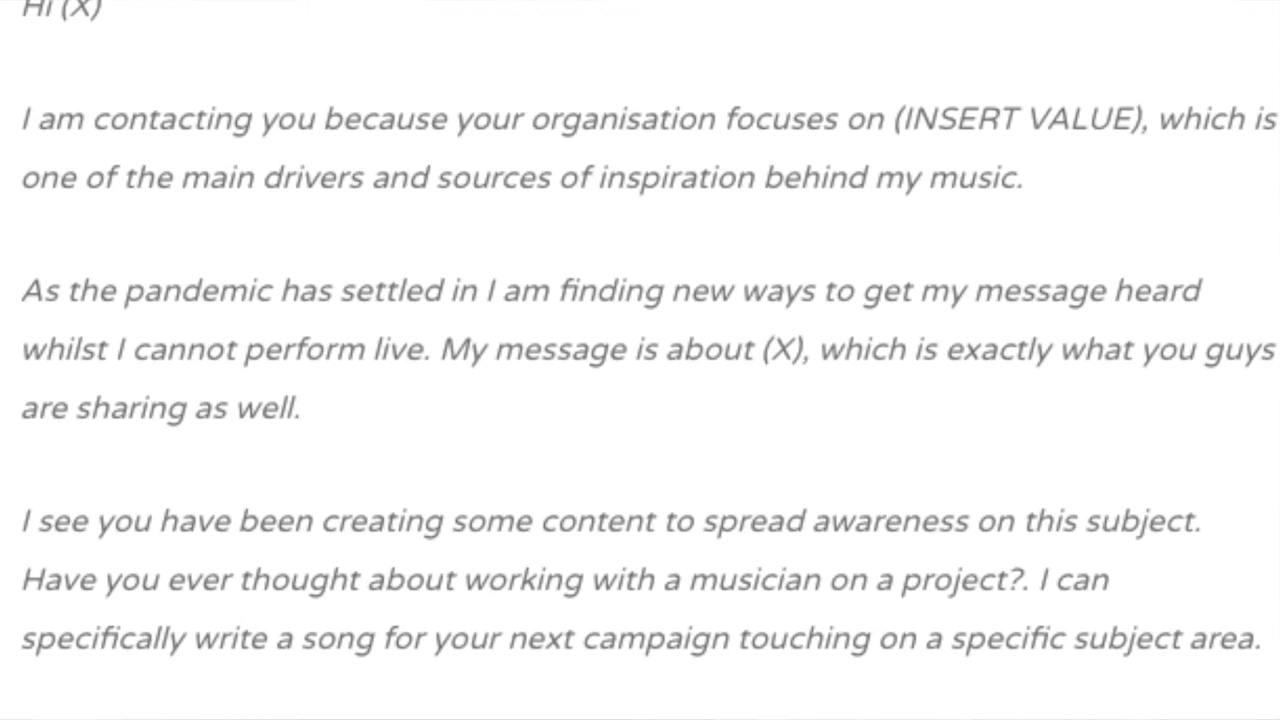 Hi (X)
I am contacting you because your organisation focuses on (INSERT VALUE), which is
one of the main drivers and sources of inspiration behind my music.
As the pandemic has settled in I am finding new ways to get my message heard
whilst I cannot perform live. My message is about (X), which is exactly what you guys
are sharing as well.
I see you have been creating some content to spread awareness on this subject.
Have you ever thought about working with a musician on a project?. I can
specifically write a song for your next campaign touching on a specific subject area.